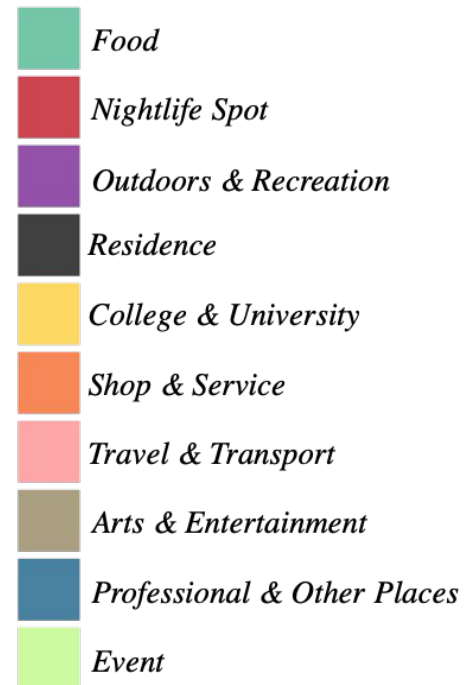 Food
Nightlife Spot
Outdoors & Recreation
Residence
College & University
Shop & Service
Travel & Transport
Arts & Entertainment
Professional & Other Places
Event